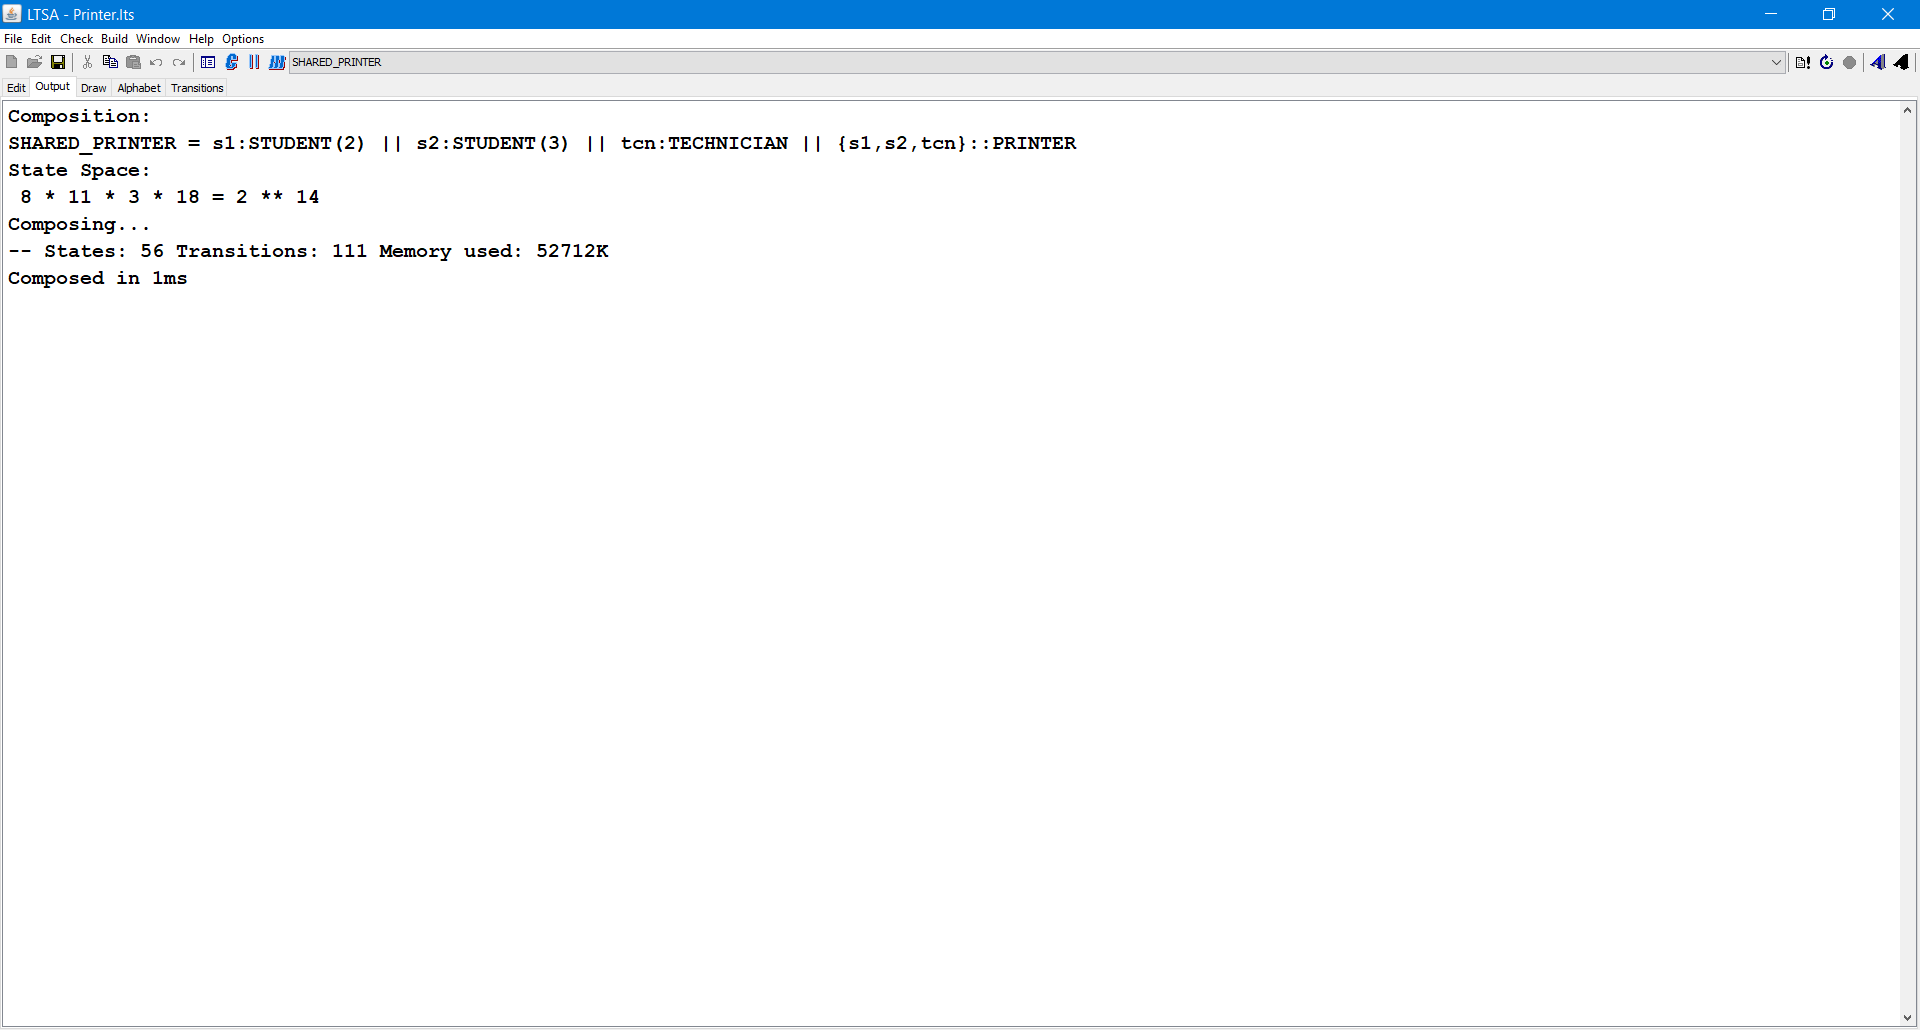 LTSA - Printer.lts
File Edit Check Build Window Help Options
SHARED_PRINTER
Edit Output Draw Alphabet Transitions
Composition:
SHARED_PRINTER = s1:STUDENT(2) || s2:STUDENT(3) || tcn:TECHNICIAN || {s1,s2,tcn}::PRINTER
State Space:
8 * 11 * 3 * 18 = 2 ** 14
Composing...
-- States: 56 Transitions: 111 Memory used: 52712K
Composed in 1ms